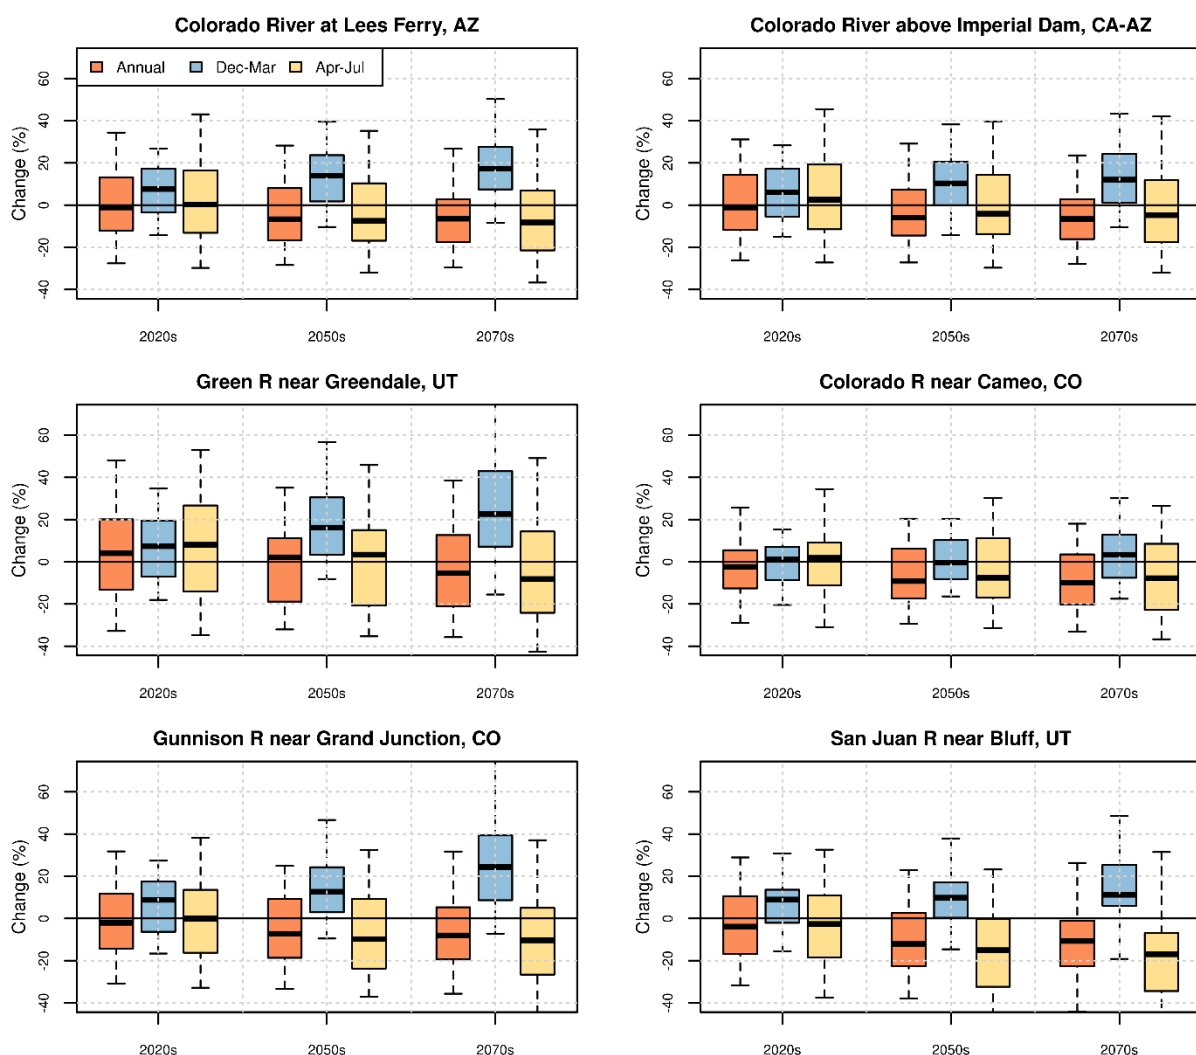 Colorado River at Lees Ferry, AZ
Annual Dec-Mar Apr-Jul
Change (%)
60
40
20
0
-20
-40
2020s 2050s 2070s
Colorado River above Imperial Dam, CA-AZ
Change (%)
60
40
20
0
-20
-40
2020s 2050s 2070s
Green R near Greendale, UT
Change (%)
60
40
20
0
-20
-40
2020s 2050s 2070s
Colorado R near Cameo, CO
Change (%)
60
40
20
0
-20
-40
2020s 2050s 2070s
Gunnison R near Grand Junction, CO
Change (%)
60
40
20
0
-20
-40
2020s 2050s 2070s
San Juan R near Bluff, UT
Change (%)
60
40
20
0
-20
-40
2020s 2050s 2070s